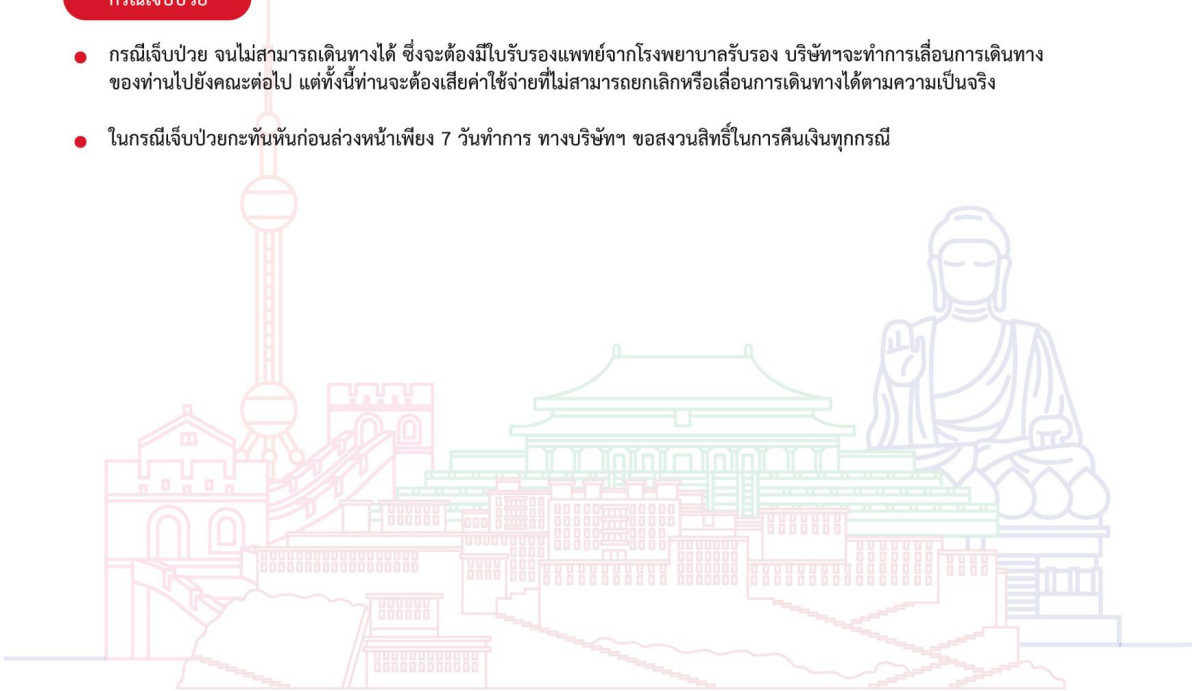 กรณีเจ็บป่วย
กรณีเจ็บป่วย จนไม่สามารถเดินทางได้ ซึ่งจะต้องมีใบรับรองแพทย์จากโรงพยาบาลรับรอง บริษัทฯจะทำการเลื่อนการเดินทาง
ของท่านไปยังคณะต่อไป แต่ทั้งนี้ท่านจะต้องเสียค่าใช้จ่ายที่ไม่สามารถยกเลิกหรือเลื่อนการเดินทางได้ตามความเป็นจริง
ในกรณีเจ็บป่วยกะทันหันก่อนล่วงหน้าเพียง 7 วันทำการ ทางบริษัทฯ ขอสงวนสิทธิ์ในการคืนเงินทุกกรณี